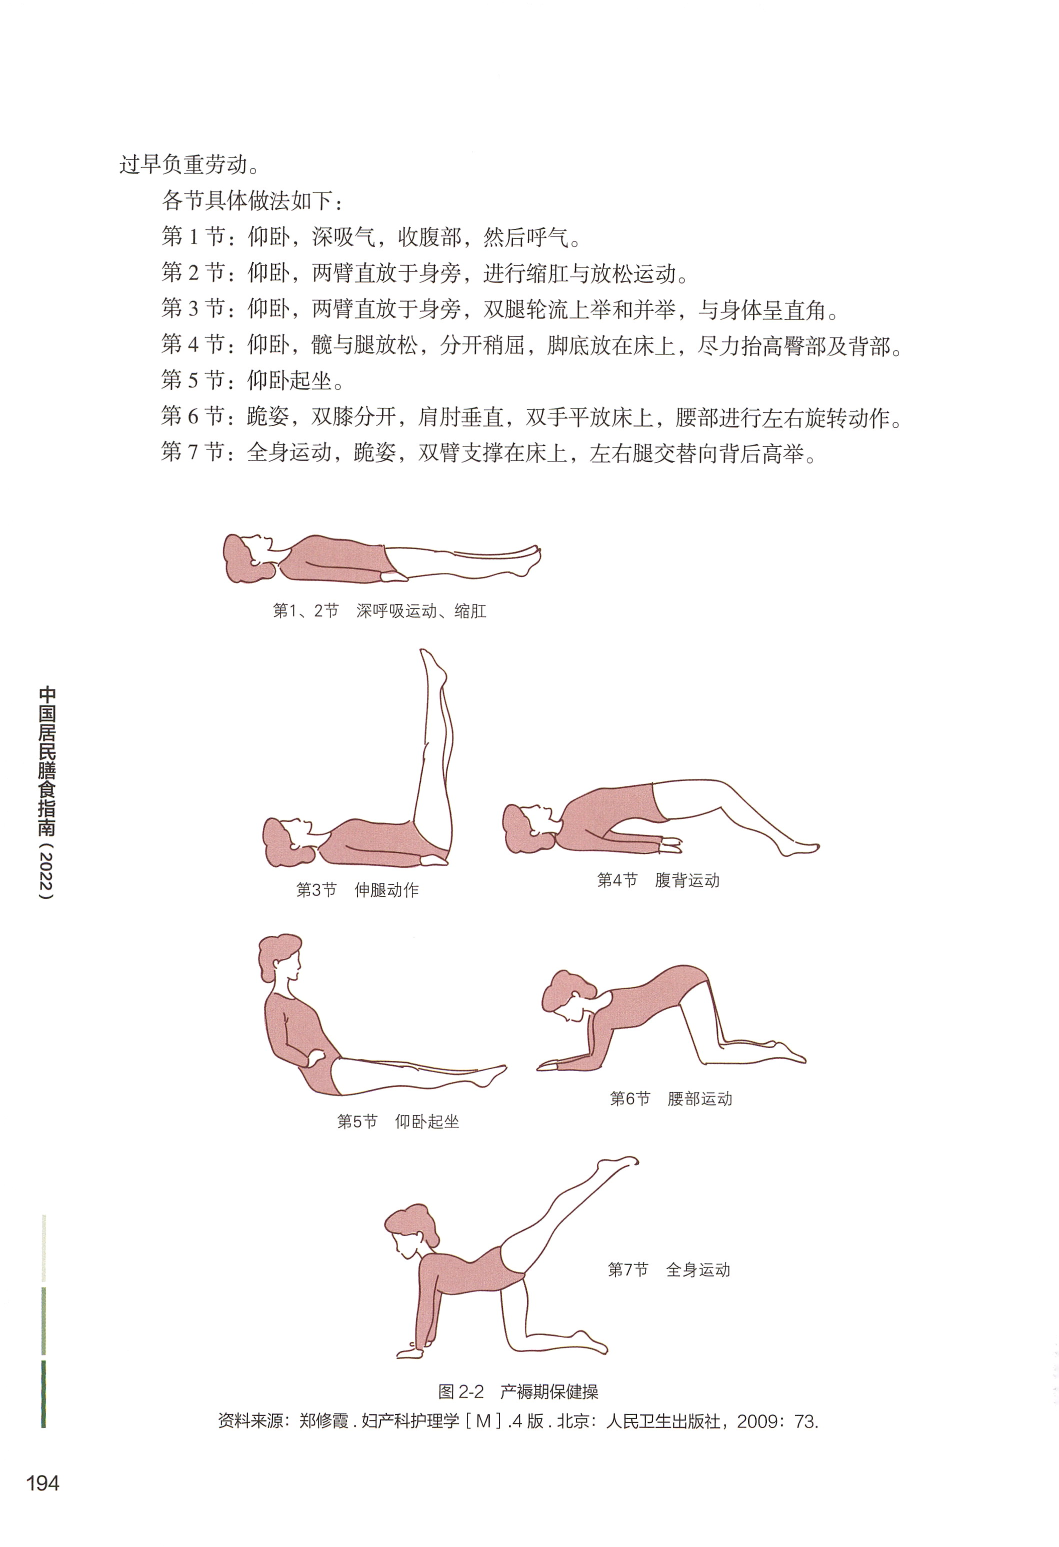 过早负重劳动。
各节具体做法如下：
第 1 节：仰卧，深吸气，收腹部，然后呼气。
第 2 节：仰卧，两臂直放于身旁，进行缩肛与放松运动。
第 3 节：仰卧，两臂直放于身旁，双腿轮流上举和并举，与身体呈直角。
第 4 节：仰卧，髋与腿放松，分开稍屈，脚底放在床上，尽力抬高臀部及背部。
第 5 节：仰卧起坐。
第 6 节：跪姿，双膝分开，肩肘垂直，双手平放床上，腰部进行左右旋转动作。
第 7 节：全身运动，跪姿，双臂支撑在床上，左右腿交替向背后高举。
第1、2节 深呼吸运动、缩肛
第3节 伸腿动作
第4节 腹背运动
第5节 仰卧起坐
第6节 腰部运动
第7节 全身运动
图 2-2 产褥期保健操
资料来源：郑修霞 . 妇产科护理学 [ M ] .4 版 . 北京：人民卫生出版社，2009：73.
中国居民膳食指南（2022）
194